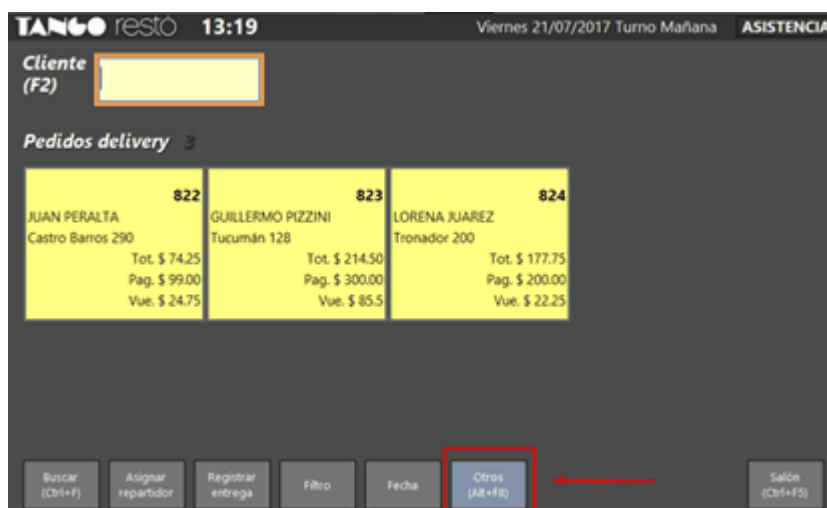 TANGO restó 13:19 Viernes 21/07/2017 Turno Mañana ASISTENCIA
Cliente
(F2)
Pedidos delivery 3
822
JUAN PERALTA
Castro Barros 290
Tot. $ 74.25
Pag. $ 99.00
Vue. $ 24.75
823
GUILLERMO PIZZINI
Tucumán 128
Tot. $ 214.50
Pag. $ 300.00
Vue. $ 85.5
824
LORENA JUAREZ
Tronador 200
Tot. $ 177.75
Pag. $ 200.00
Vue. $ 22.25
Buscar
(Ctrl+F)
Asignar
repartidor
Registrar
entrega
Filtro
Fecha
Otros
(Alt+F8)
Salón
(Ctrl+F5)